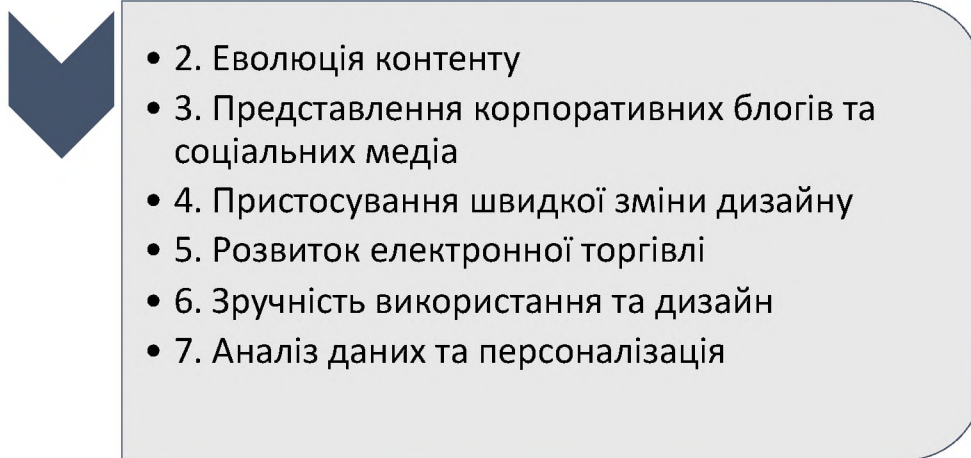 • 2. Еволюція контенту
• 3. Представлення корпоративних блогів та
соціальних медіа
• 4. Пристосування швидкої зміни дизайну
• 5. Розвиток електронної торгівлі
• 6. Зручність використання та дизайн
• 7. Аналіз даних та персоналізація